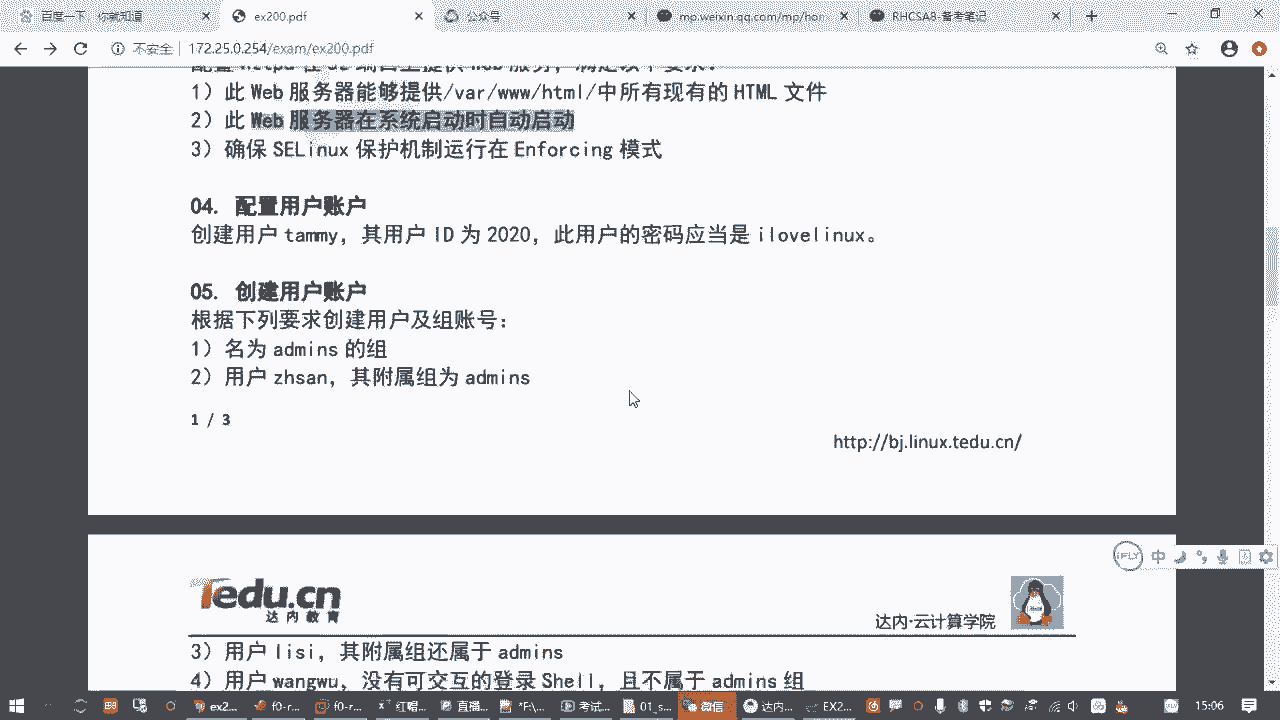 百度一下，你就知道
ex200.pdf
公众号
mp.weixin.qq.com/mp/hor
RHCSA8-备考笔记
不安全
172.25.0.254/exam/ex200.pdf
1）此 Web 服务器能够提供/var/www/html/中所有现有的 HTML 文件
2）此 Web 服务器在系统启动时自动启动
3）确保 SELinux 保护机制运行在 Enforcing 模式
04. 配置用户账户
创建用户 tammy，其用户 ID 为 2020，此用户的密码应当是 ilovelinux。
05. 创建用户账户
根据下列要求创建用户及组账号：
1）名为 admins 的组
2）用户 zhsan，其附属组为 admins
1 / 3
http://bj.linux.tedu.cn/
iFLY 中
Tedu.cn
达内教育
达内·云计算学院
3）用户 lisi，其附属组还属于 admins
4）用户 wangwu，没有可交互的登录 Shell，且不属于 admins 组
ex2...
f0-r...
f0-r...
红帽...
直播...
*F:\...
考试...
01_s...
微信
达内...
EX2...
15:06